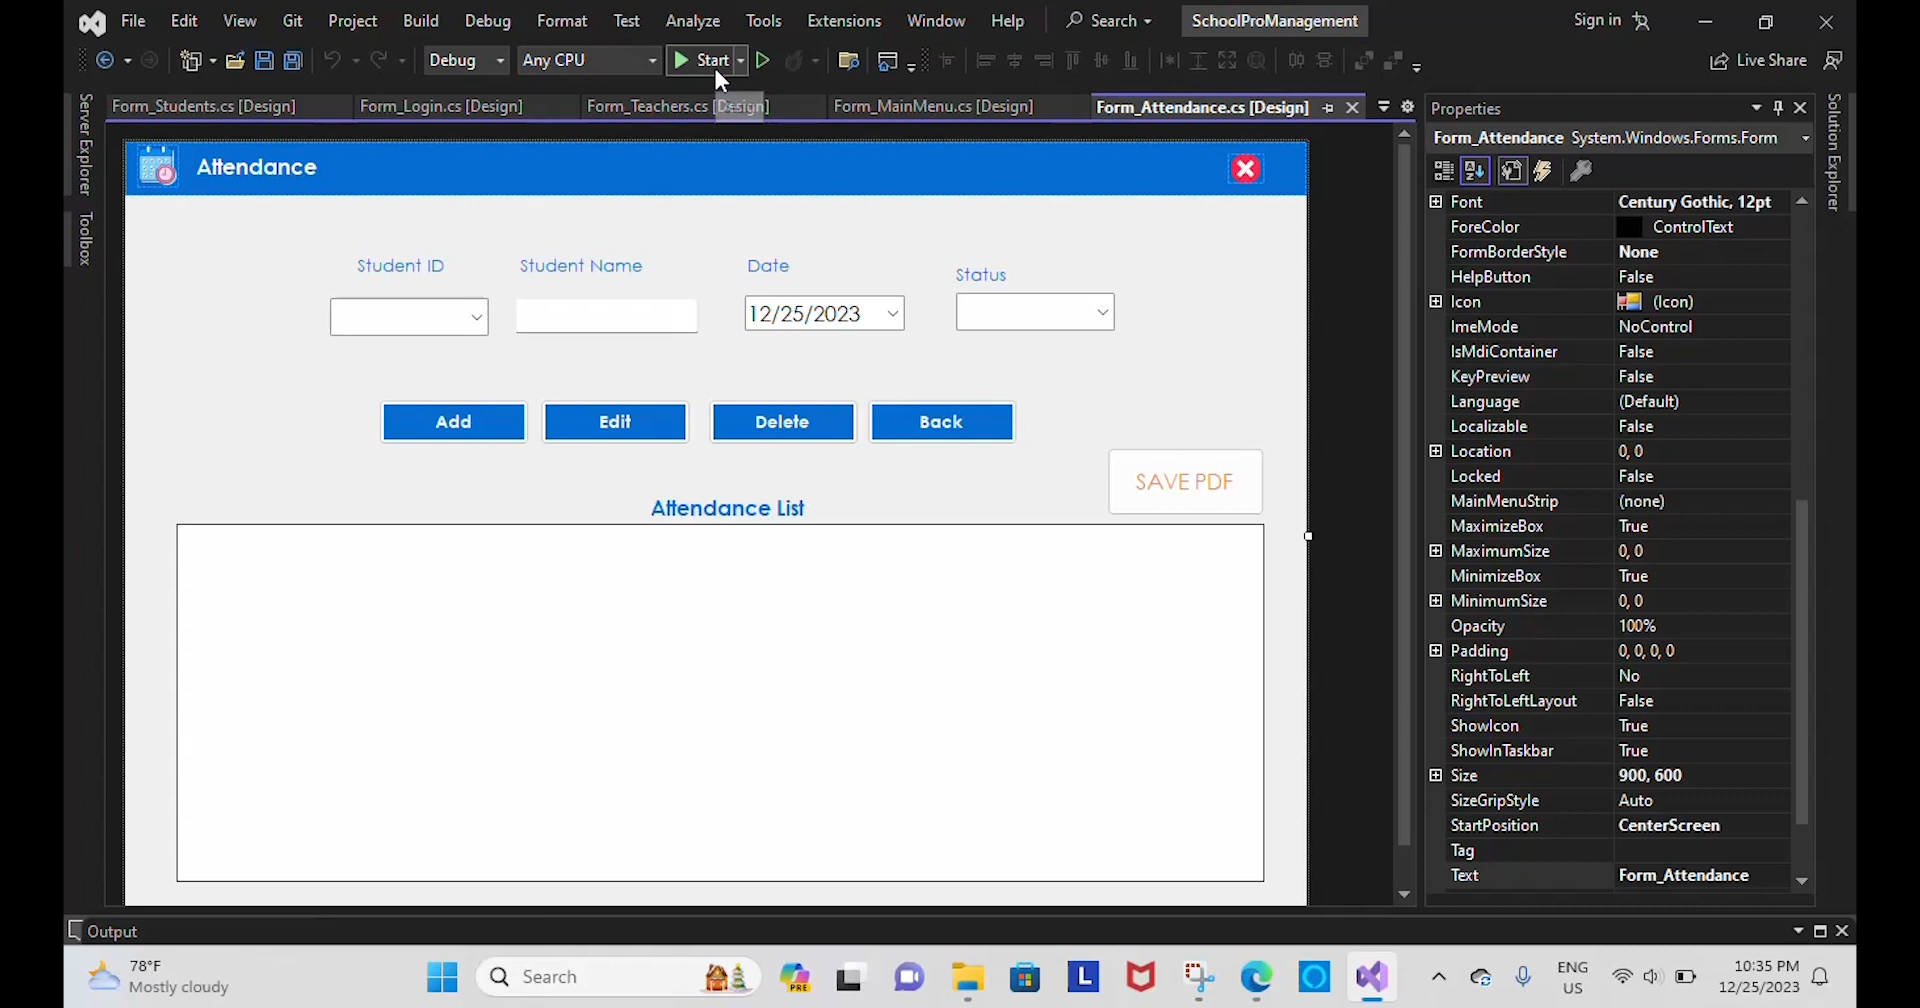 File Edit View Git Project Build Debug Format Test Analyze Tools Extensions Window Help Search SchoolProManagement Sign in
Debug Any CPU Start Live Share
Form_Students.cs [Design] Form_Login.cs [Design] Form_Teachers.cs [Design] Form_MainMenu.cs [Design] Form_Attendance.cs [Design]
Server Explorer
Toolbox
Attendance
Student ID Student Name Date Status
12/25/2023
Add Edit Delete Back
SAVE PDF
Attendance List
Properties
Form_Attendance System.Windows.Forms.Form
Font Century Gothic, 12pt
ForeColor ControlText
FormBorderStyle None
HelpButton False
Icon (Icon)
ImeMode NoControl
IsMdiContainer False
KeyPreview False
Language (Default)
Localizable False
Location 0, 0
Locked False
MainMenuStrip (none)
MaximizeBox True
MaximumSize 0, 0
MinimizeBox True
MinimumSize 0, 0
Opacity 100%
Padding 0, 0, 0, 0
RightToLeft No
RightToLeftLayout False
ShowIcon True
ShowInTaskbar True
Size 900, 600
SizeGripStyle Auto
StartPosition CenterScreen
Tag
Text Form_Attendance
Solution Explorer
Output
78°F
Mostly cloudy
Search
PRE
L
ENG
US
10:35 PM
12/25/2023